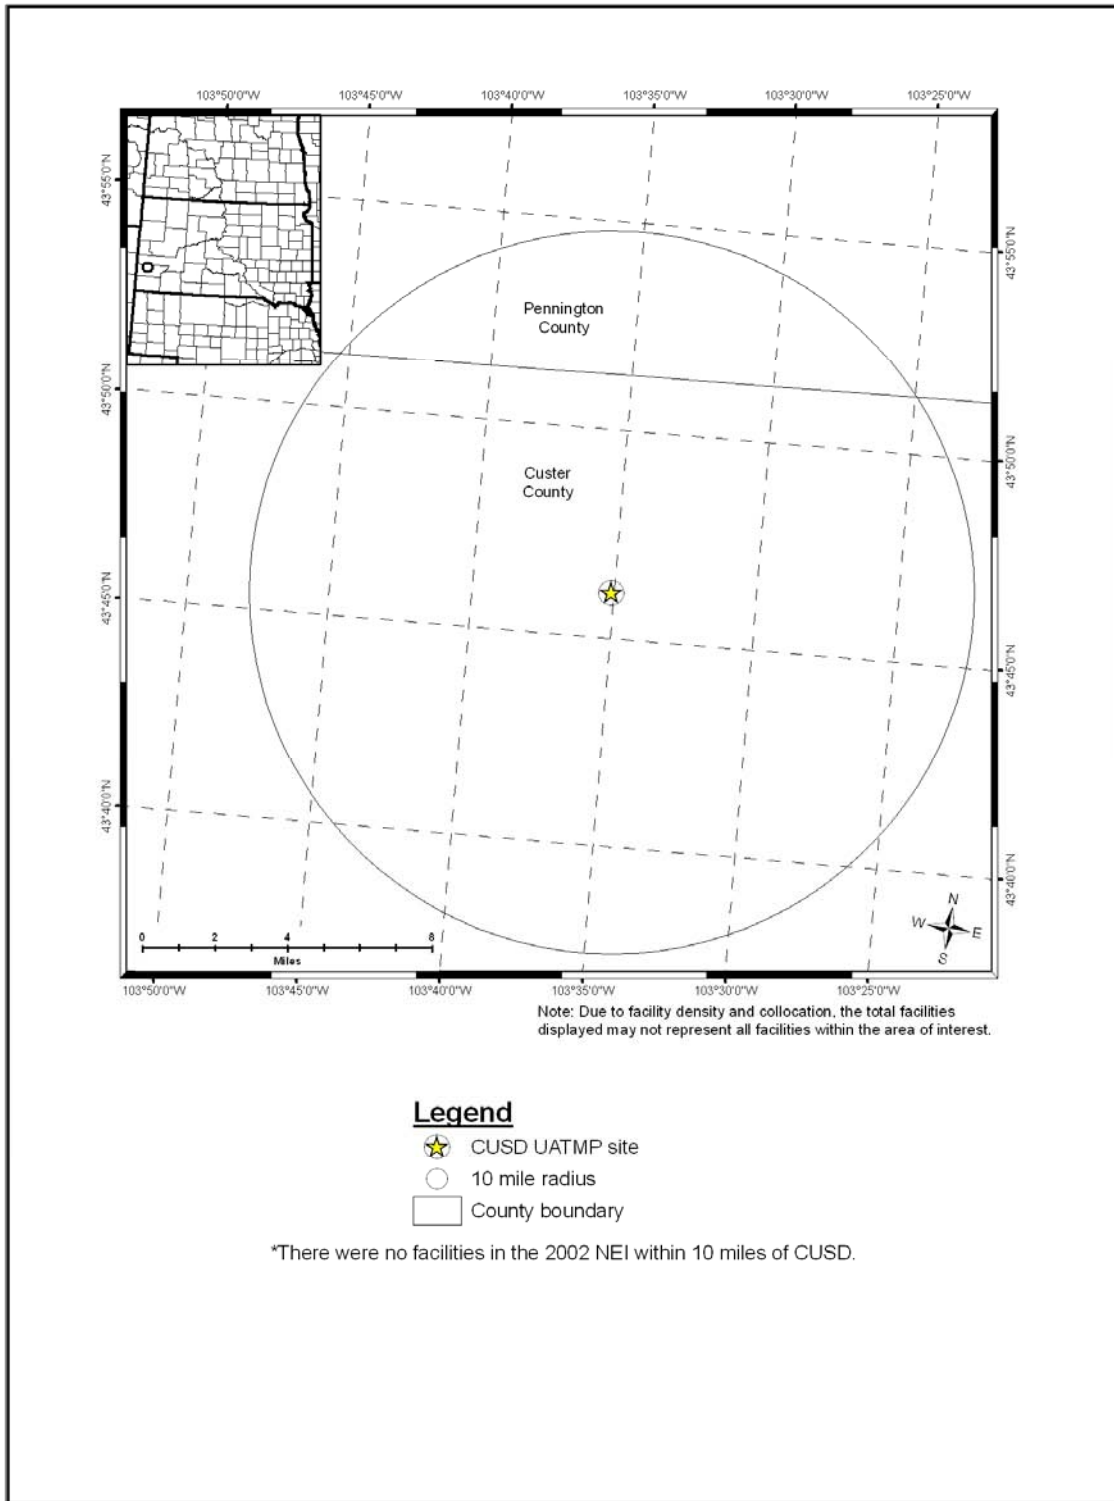 103°50'0"W 103°45'0"W 103°40'0"W 103°35'0"W 103°30'0"W 103°25'0"W
43°55'0"N
43°55'0"N
Pennington
County
43°50'0"N
43°50'0"N
Custer
County
43°45'0"N
43°45'0"N
43°40'0"N
43°40'0"N
N
W E
S
0 2 4 8
Miles
103°50'0"W 103°45'0"W 103°40'0"W 103°35'0"W 103°30'0"W 103°25'0"W
Note: Due to facility density and collocation, the total facilities
displayed may not represent all facilities within the area of interest.
Legend
CUSD UATMP site
10 mile radius
County boundary
*There were no facilities in the 2002 NEI within 10 miles of CUSD.